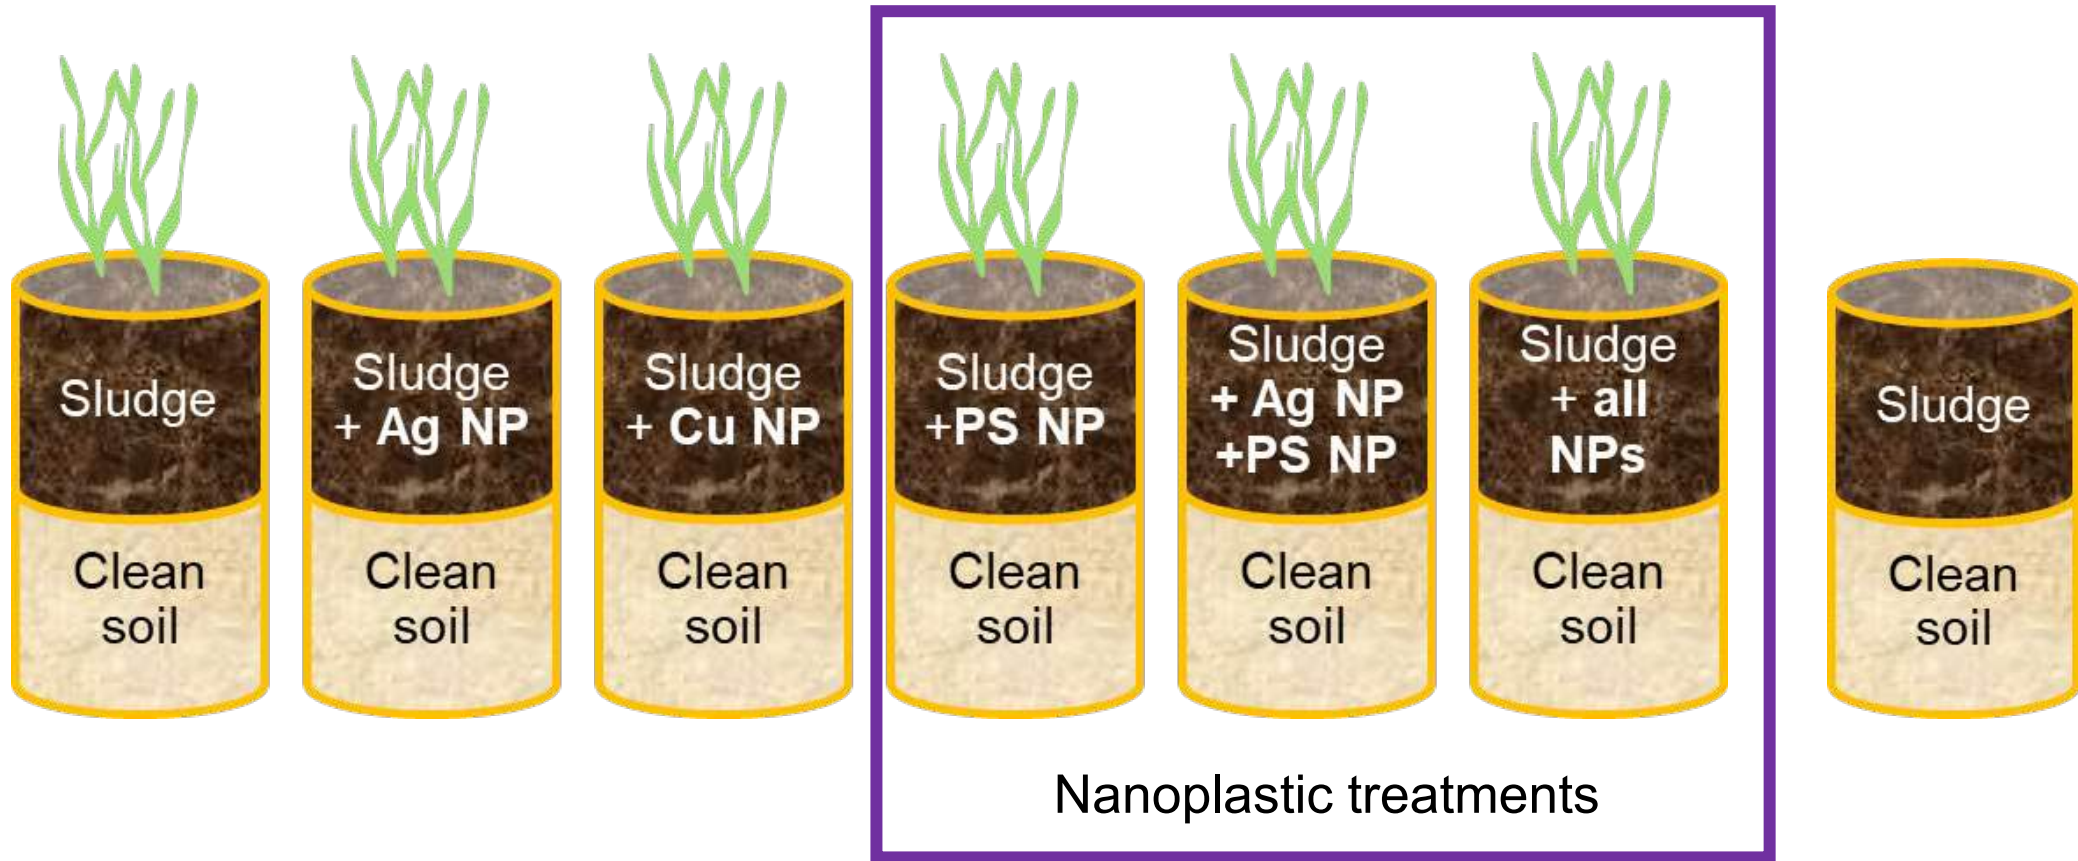 Sludge
Clean
soil
Sludge
+ Ag NP
Clean
soil
Sludge
+ Cu NP
Clean
soil
Sludge
+PS NP
Clean
soil
Sludge
+ Ag NP
+PS NP
Clean
soil
Sludge
+ all
NPs
Clean
soil
Sludge
Clean
soil
Nanoplastic treatments